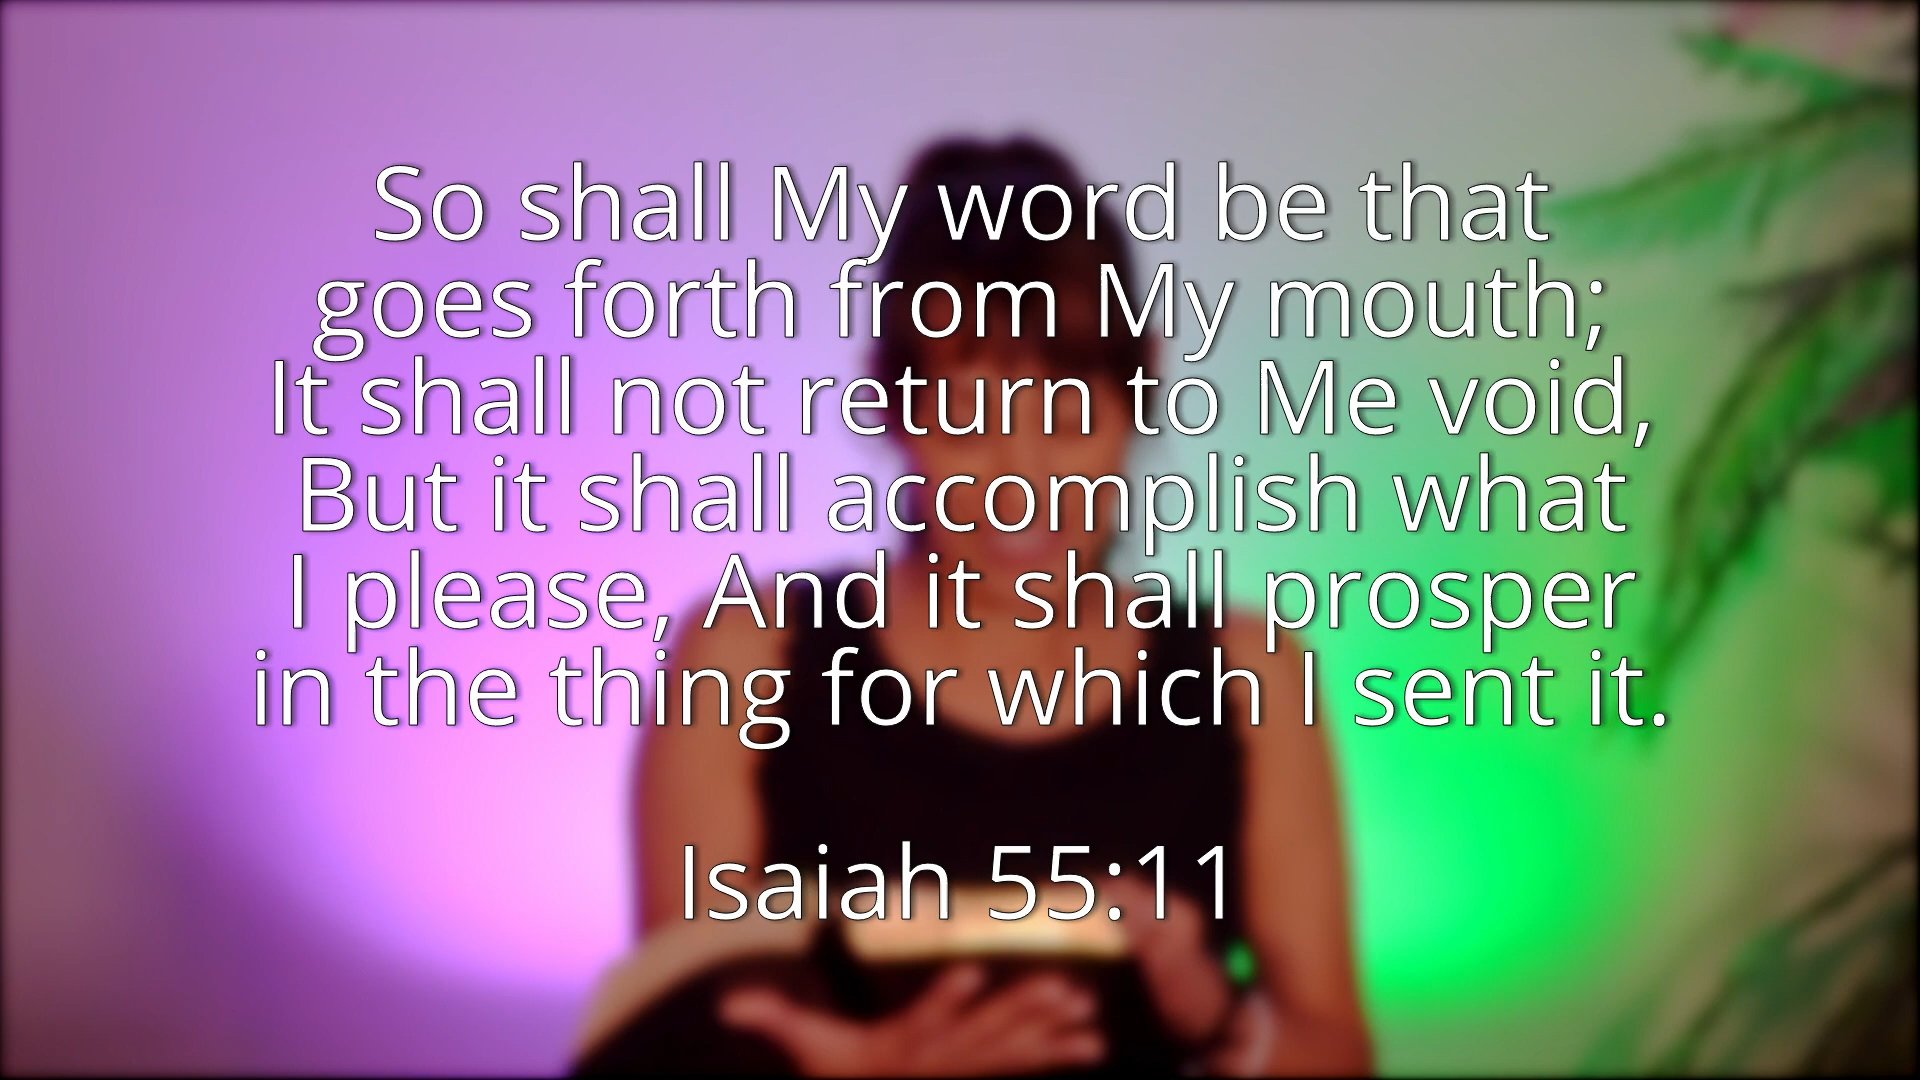 So shall My word be that
goes forth from My mouth;
It shall not return to Me void,
But it shall accomplish what
I please, And it shall prosper
in the thing for which I sent it.
Isaiah 55:11